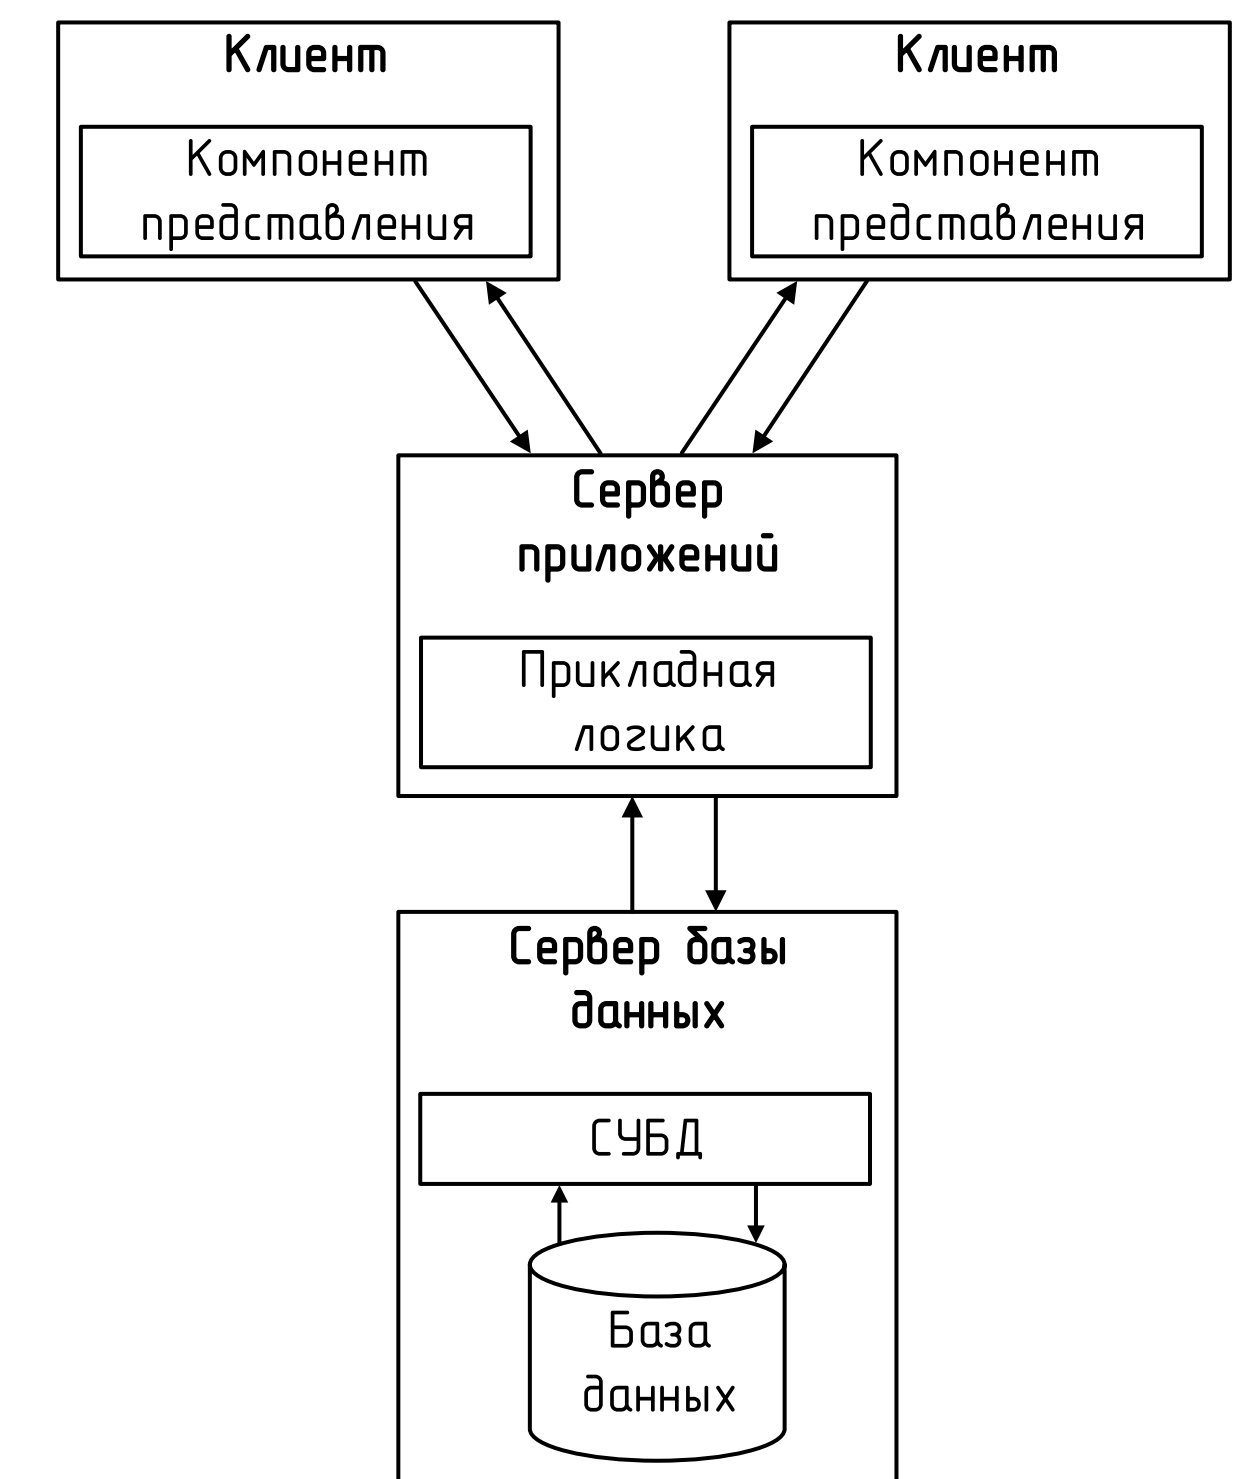 Клиент
Компонент
представления
Клиент
Компонент
представления
Сервер
приложений
Прикладная
логика
Сервер базы
данных
СУБД
База
данных